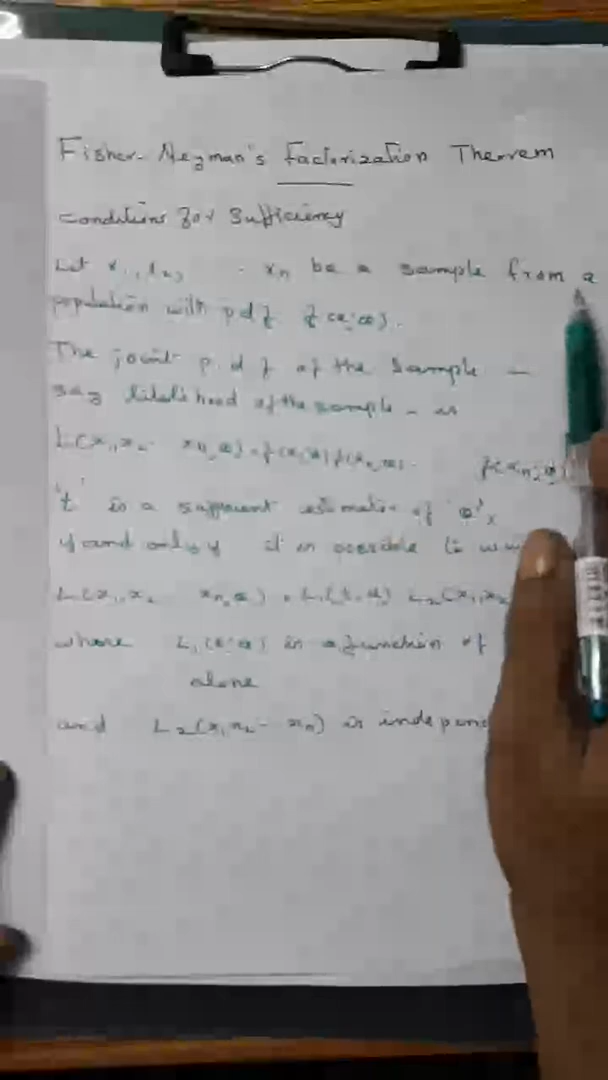 Fisher-Neyman's Factorization Theorem
Conditions for Sufficiency
Let x1, x2, . xn be a sample from a
population with pdf f(x;θ).
The joint p.d.f of the sample –
say likelihood of the sample – is
L(x1,x2- xn,θ) = f(x1,θ) f(x2,θ). f(xn,θ)
't' is a sufficient estimator of 'θ',
if and only if it is possible to
L(x1,x2 xn,θ) = L1(t,θ) L2(x1,x2
where L1(t;θ) is a function of
alone
and L2(x1,x2- xn) is